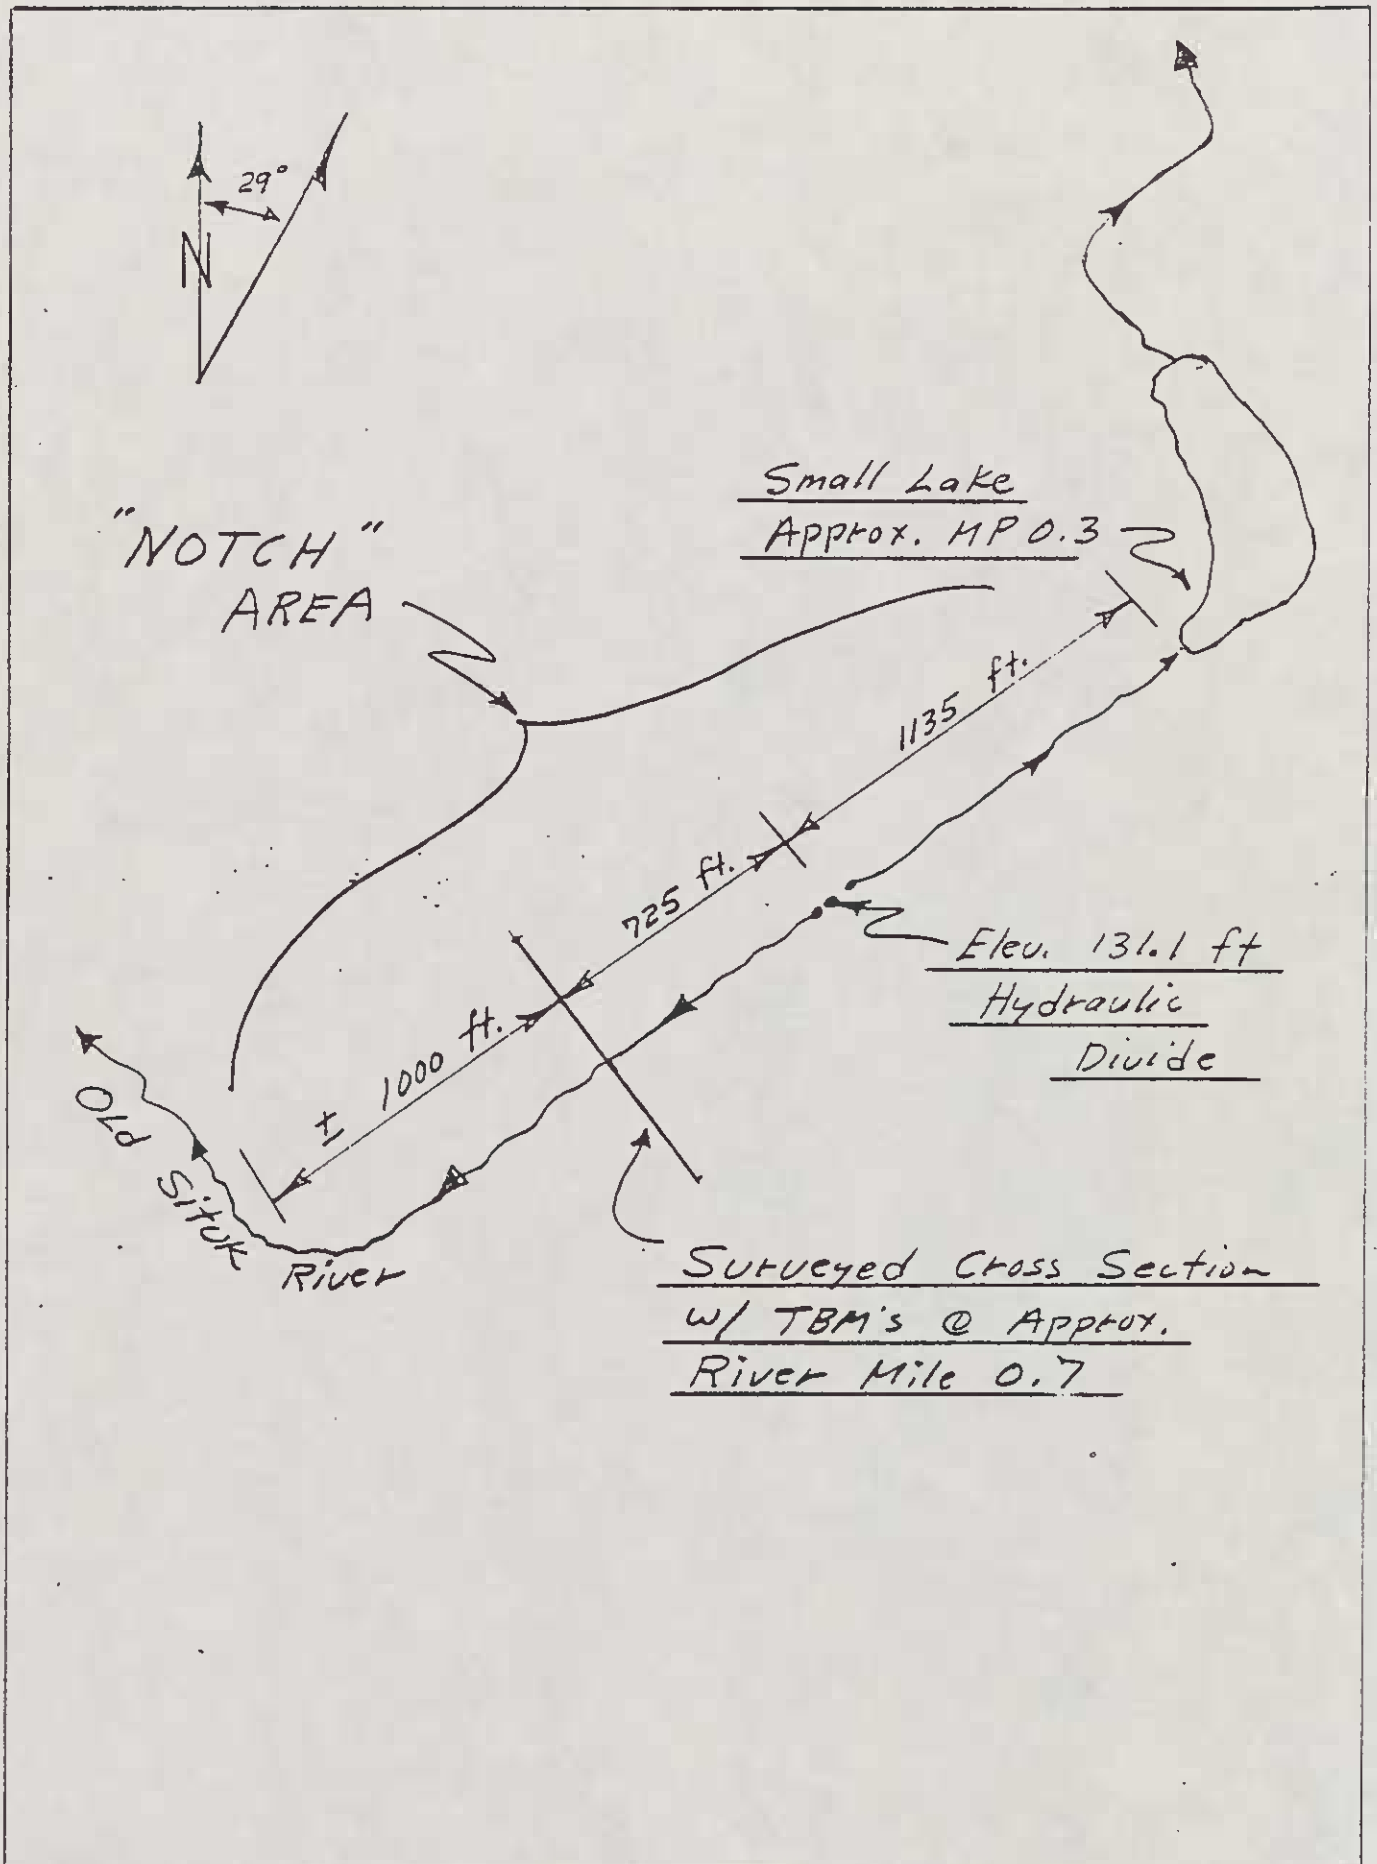 29°
N
Small Lake
Approx. MP 0.3
"NOTCH"
AREA
1135 ft.
725 ft.
± 1000 ft.
Elev. 131.1 ft
Hydraulic
Divide
Old Situk
River
Surveyed Cross Section
w/ TBM's @ Approx.
River Mile 0.7